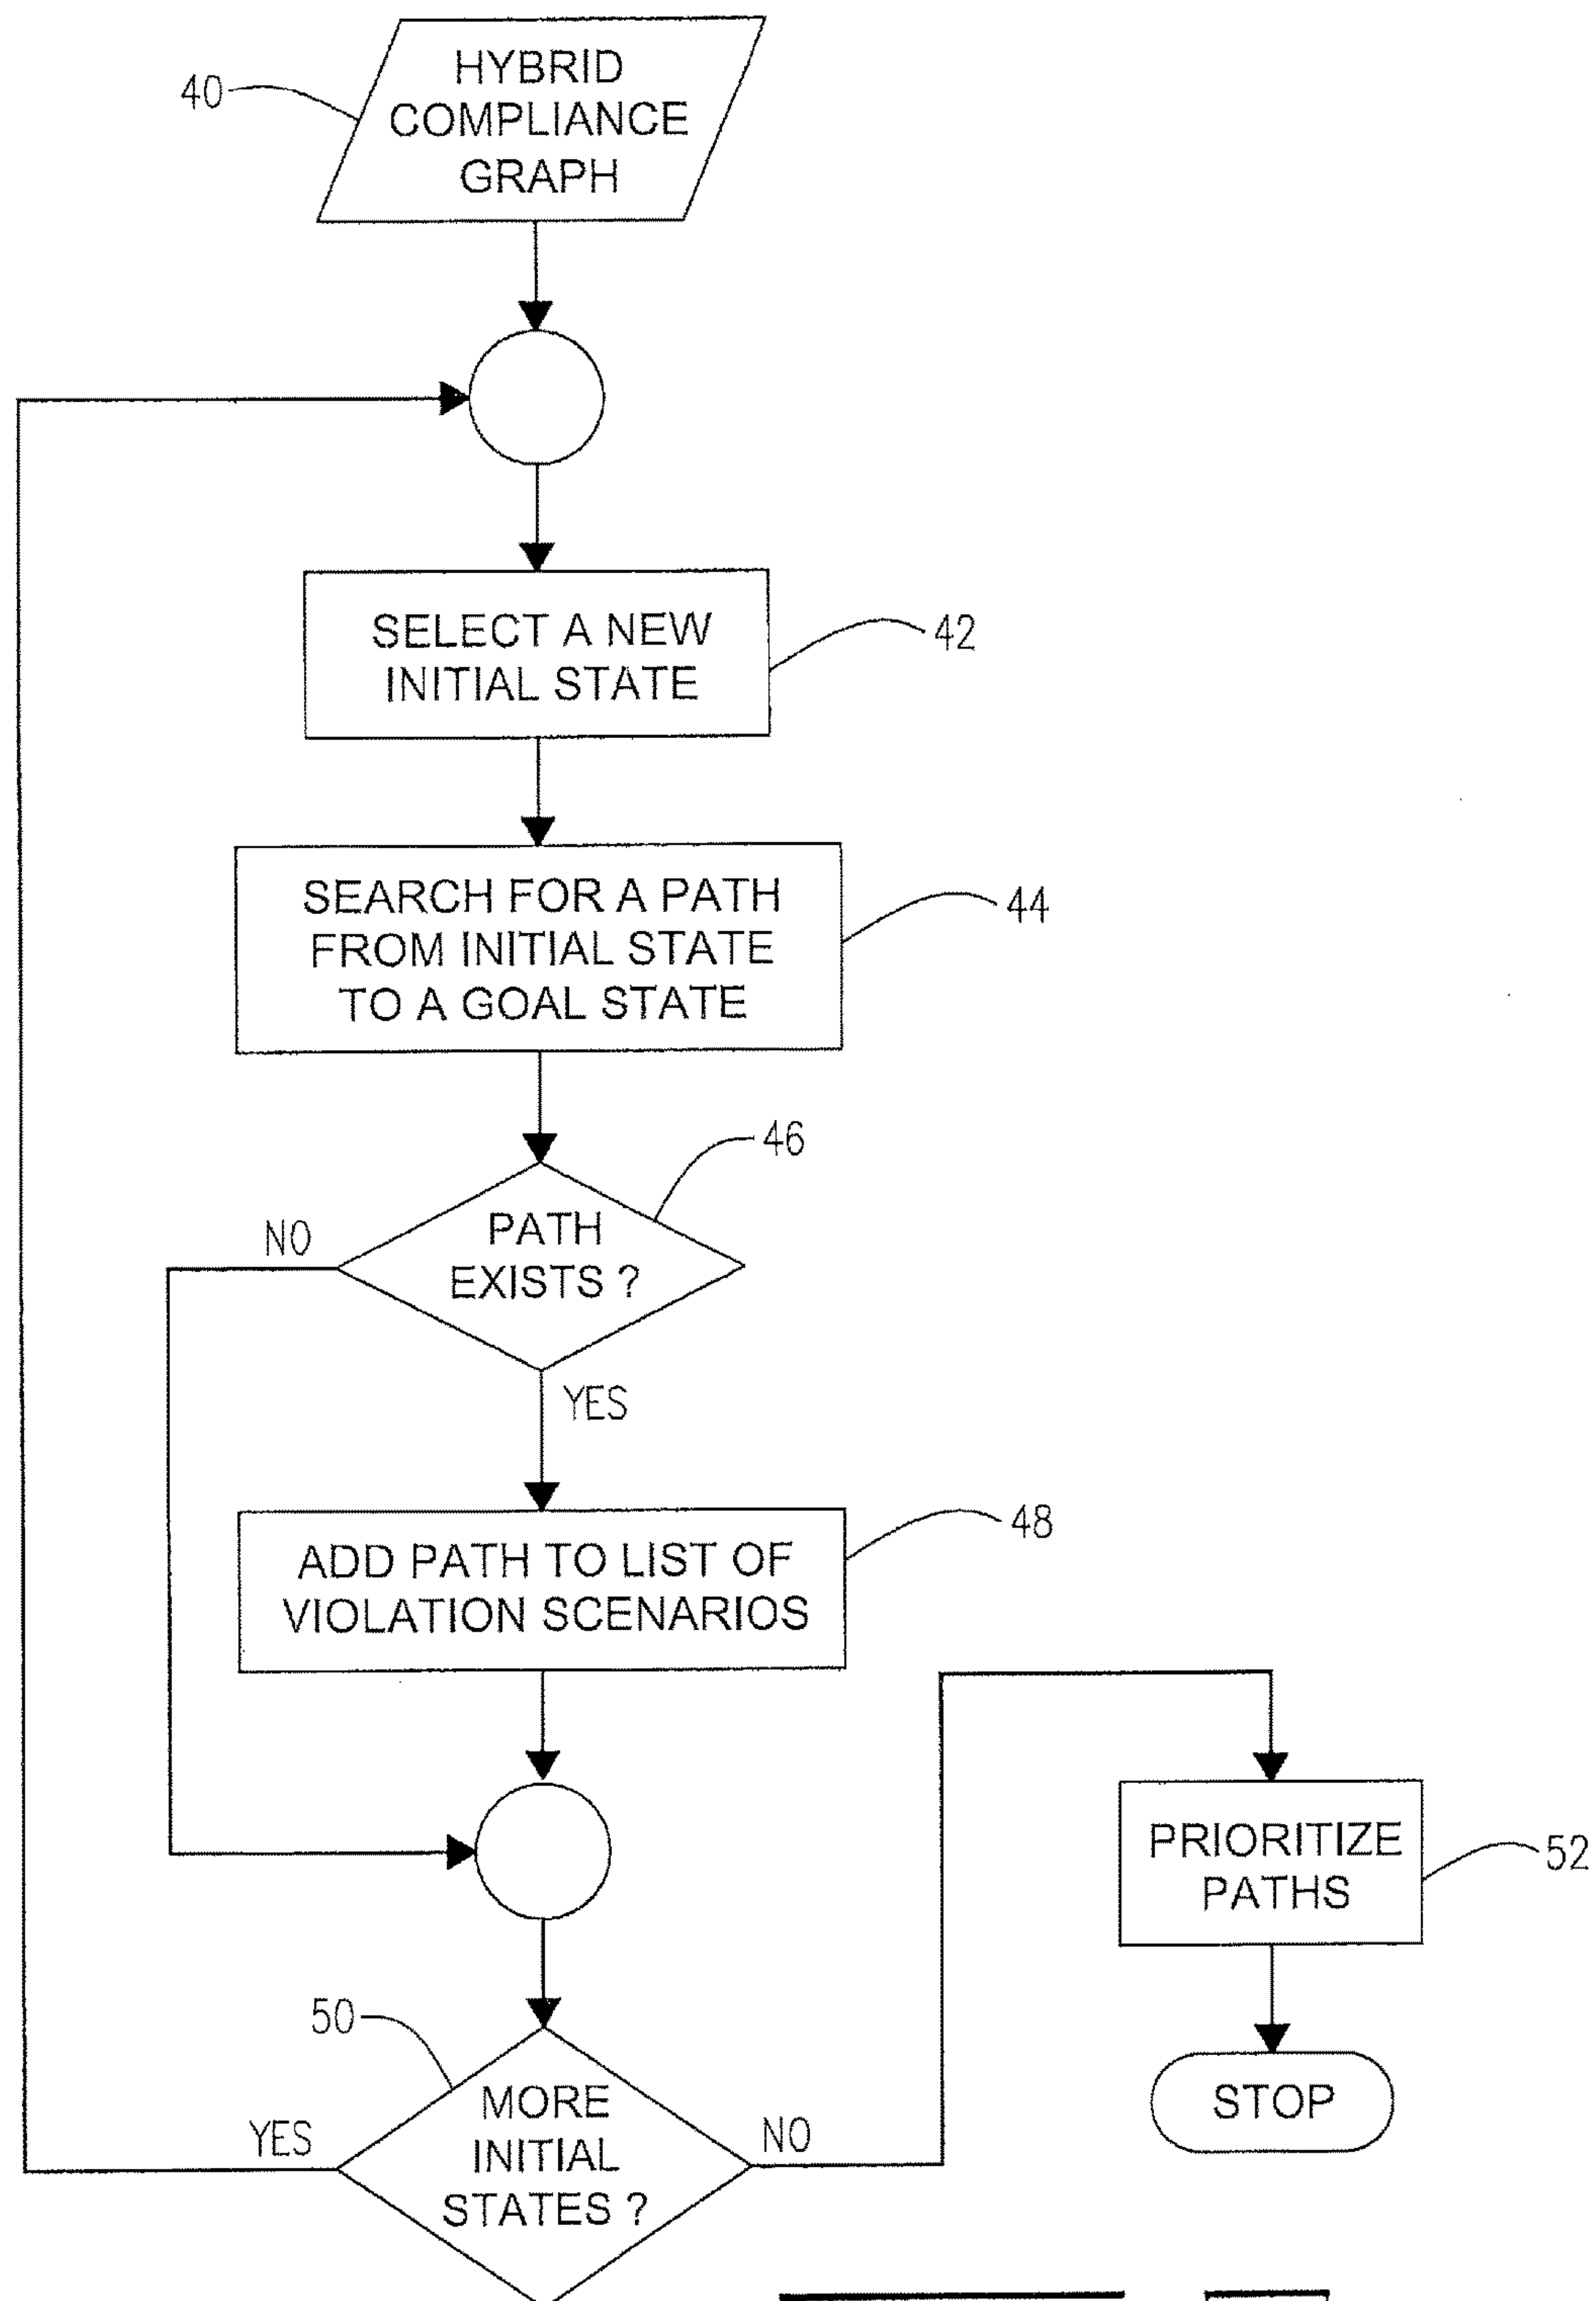 HYBRID
COMPLIANCE
GRAPH
40
SELECT A NEW
INITIAL STATE
42
SEARCH FOR A PATH
FROM INITIAL STATE
TO A GOAL STATE
44
46
PATH
EXISTS ?
NO
YES
ADD PATH TO LIST OF
VIOLATION SCENARIOS
48
PRIORITIZE
PATHS
52
50
MORE
INITIAL
STATES ?
YES
NO
STOP